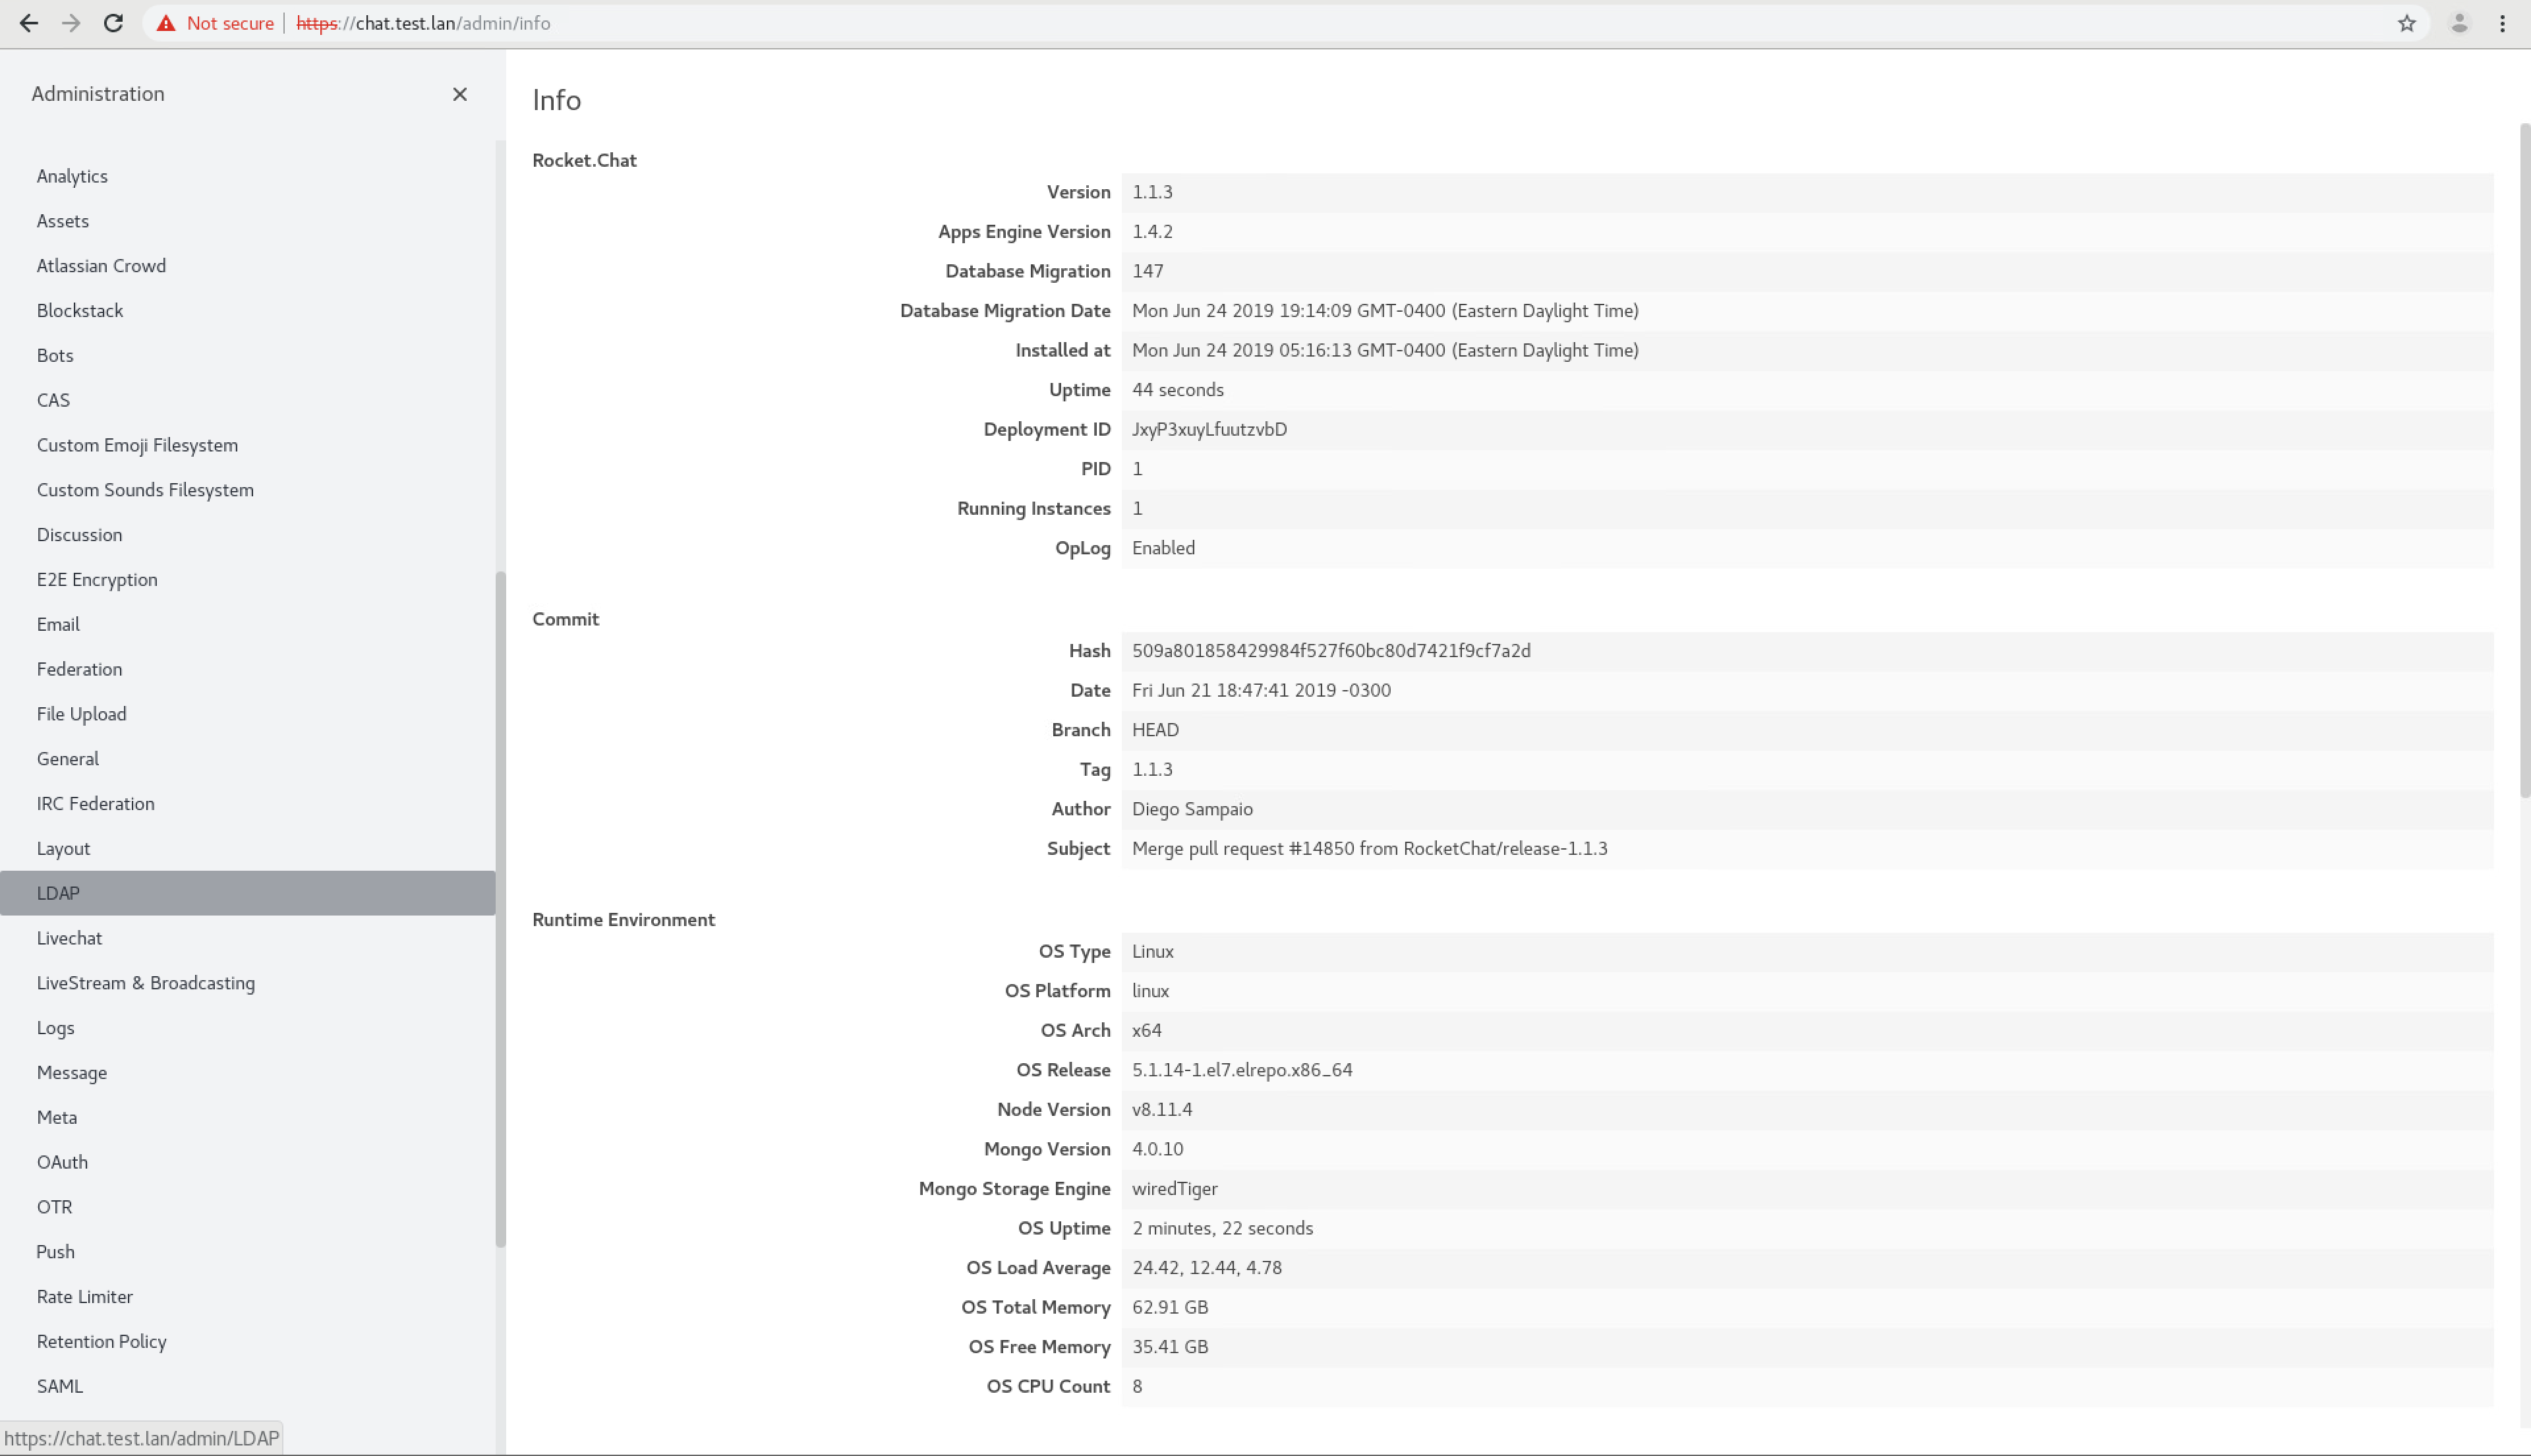 Not secure | https://chat.test.lan/admin/info
Administration
Analytics
Assets
Atlassian Crowd
Blockstack
Bots
CAS
Custom Emoji Filesystem
Custom Sounds Filesystem
Discussion
E2E Encryption
Email
Federation
File Upload
General
IRC Federation
Layout
LDAP
Livechat
LiveStream & Broadcasting
Logs
Message
Meta
OAuth
OTR
Push
Rate Limiter
Retention Policy
SAML
https://chat.test.lan/admin/LDAP
Info
Rocket.Chat
Version 1.1.3
Apps Engine Version 1.4.2
Database Migration 147
Database Migration Date Mon Jun 24 2019 19:14:09 GMT-0400 (Eastern Daylight Time)
Installed at Mon Jun 24 2019 05:16:13 GMT-0400 (Eastern Daylight Time)
Uptime 44 seconds
Deployment ID JxyP3xuyLfuutzvbD
PID 1
Running Instances 1
OpLog Enabled
Commit
Hash 509a801858429984f527f60bc80d7421f9cf7a2d
Date Fri Jun 21 18:47:41 2019 -0300
Branch HEAD
Tag 1.1.3
Author Diego Sampaio
Subject Merge pull request #14850 from RocketChat/release-1.1.3
Runtime Environment
OS Type Linux
OS Platform linux
OS Arch x64
OS Release 5.1.14-1.el7.elrepo.x86_64
Node Version v8.11.4
Mongo Version 4.0.10
Mongo Storage Engine wiredTiger
OS Uptime 2 minutes, 22 seconds
OS Load Average 24.42, 12.44, 4.78
OS Total Memory 62.91 GB
OS Free Memory 35.41 GB
OS CPU Count 8